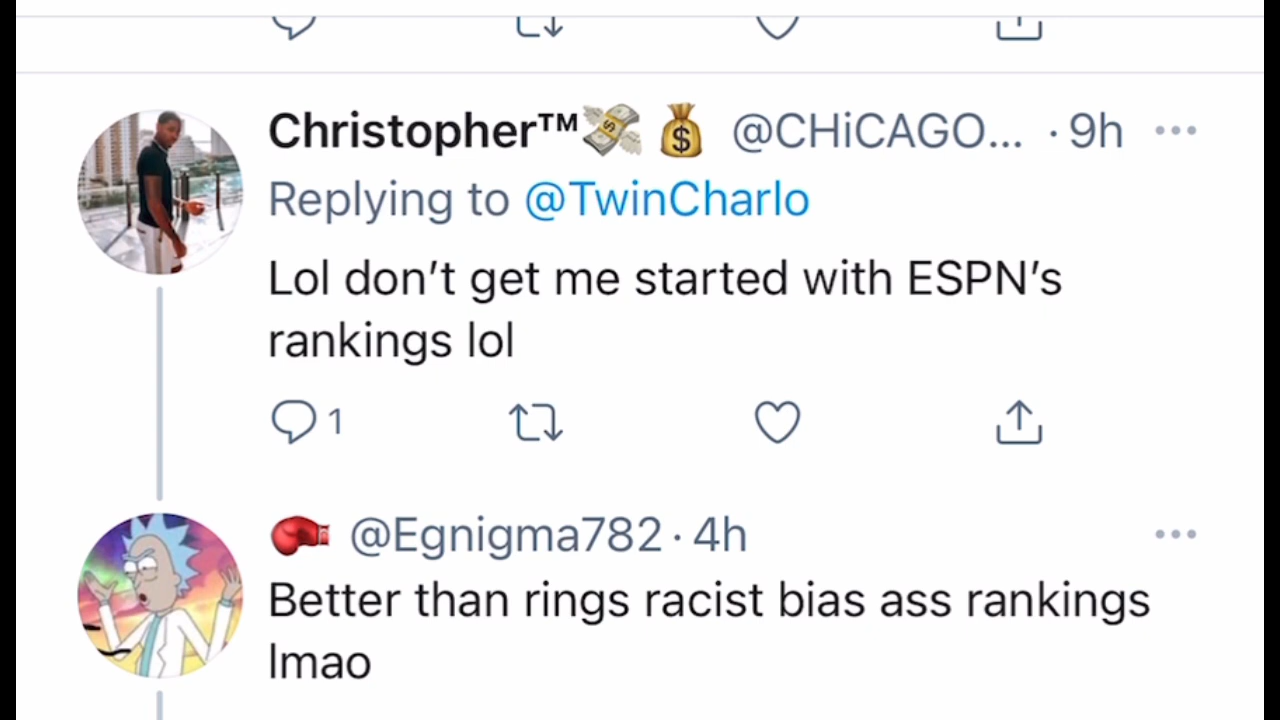 Christopher™💸💰 @CHiCAGO... · 9h
Replying to @TwinCharlo
Lol don’t get me started with ESPN’s
rankings lol
1
🥊 @Egnigma782 · 4h
Better than rings racist bias ass rankings
lmao